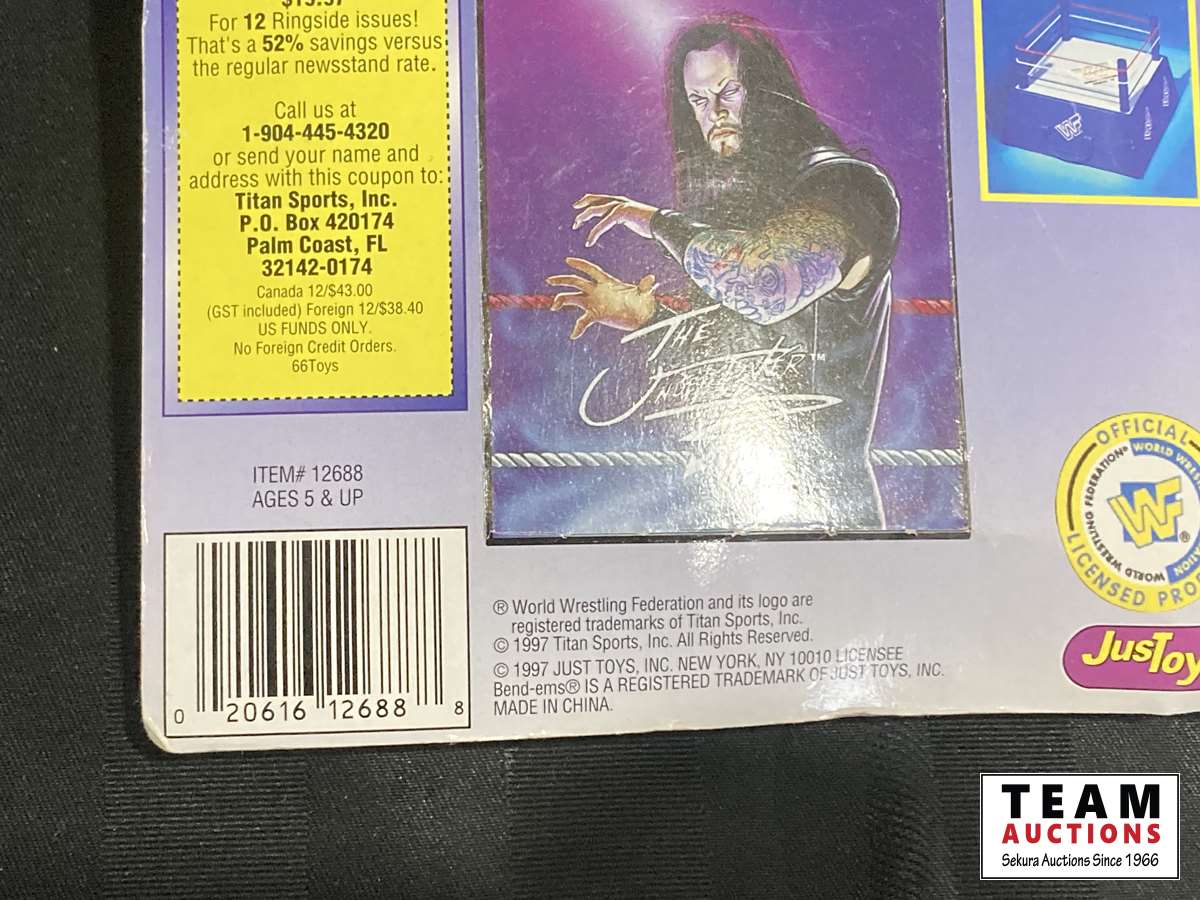 For 12 Ringside issues!
That's a 52% savings versus
the regular newsstand rate.
Call us at
1-904-445-4320
or send your name and
address with this coupon to:
Titan Sports, Inc.
P.O. Box 420174
Palm Coast, FL
32142-0174
Canada 12/$43.00
(GST included) Foreign 12/$38.40
US FUNDS ONLY.
No Foreign Credit Orders.
66Toys
ITEM# 12688
AGES 5 & UP
0 20616 12688 8
THE
UNDERTAKER™
® World Wrestling Federation and its logo are
registered trademarks of Titan Sports, Inc.
© 1997 Titan Sports, Inc. All Rights Reserved.
© 1997 JUST TOYS, INC. NEW YORK, NY 10010 LICENSEE
Bend-ems® IS A REGISTERED TRADEMARK OF JUST TOYS, INC.
MADE IN CHINA.
WF
OFFICIAL
WORLD WRESTLING FEDERATION®
WF®
LICENSED PRO
JusToy
TEAM
AUCTIONS
Sekura Auctions Since 1966